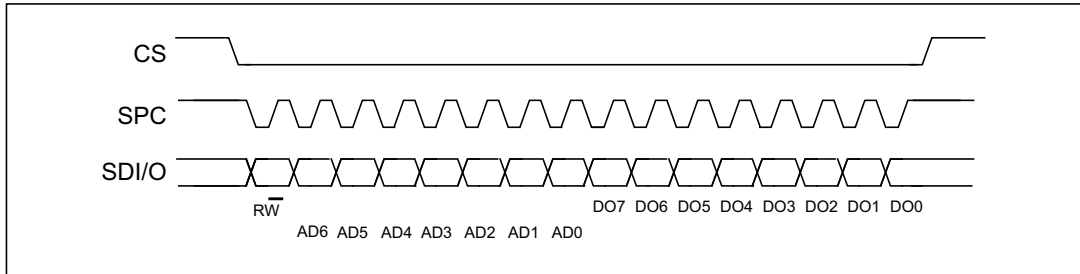 CS
SPC
SDI/O
RW
DO7 DO6 DO5 DO4 DO3 DO2 DO1 DO0
AD6 AD5 AD4 AD3 AD2 AD1 AD0